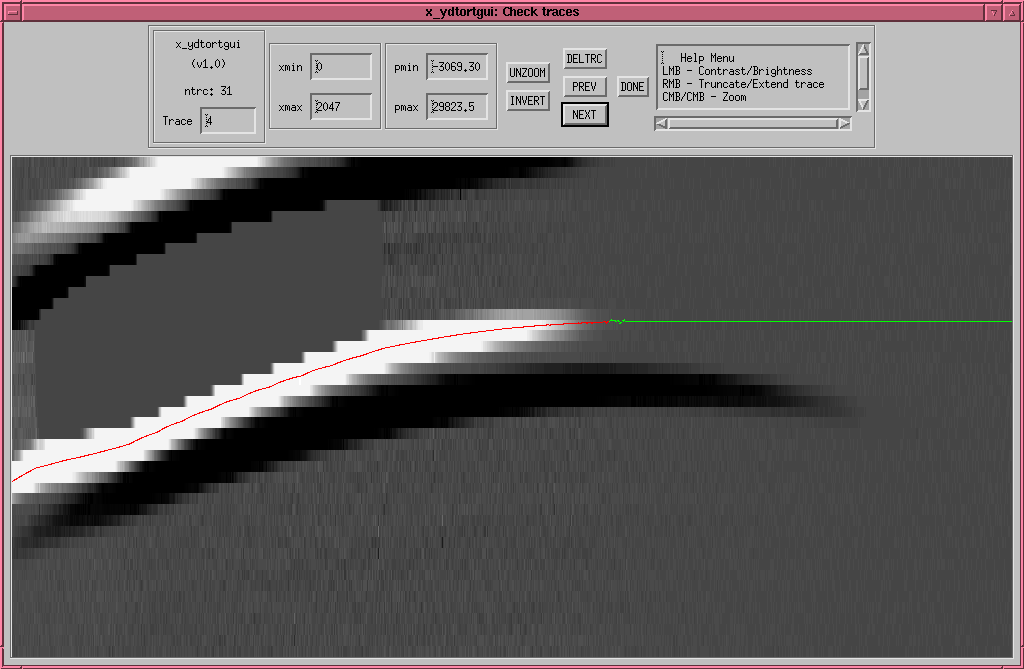 x_ydtortgui: Check traces
x_ydtortgui
(v1.0)
ntrc: 31
Trace 4
xmin 0
xmax 2047
pmin -3069.30
pmax 29823.5
UNZOOM
INVERT
DELTRC
PREV
NEXT
DONE
Help Menu
LMB - Contrast/Brightness
RMB - Truncate/Extend trace
CMB/CMB - Zoom